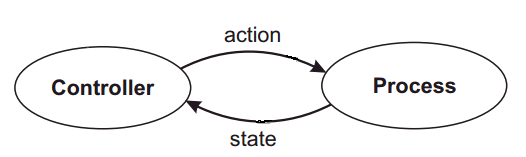 action
Controller
Process
state